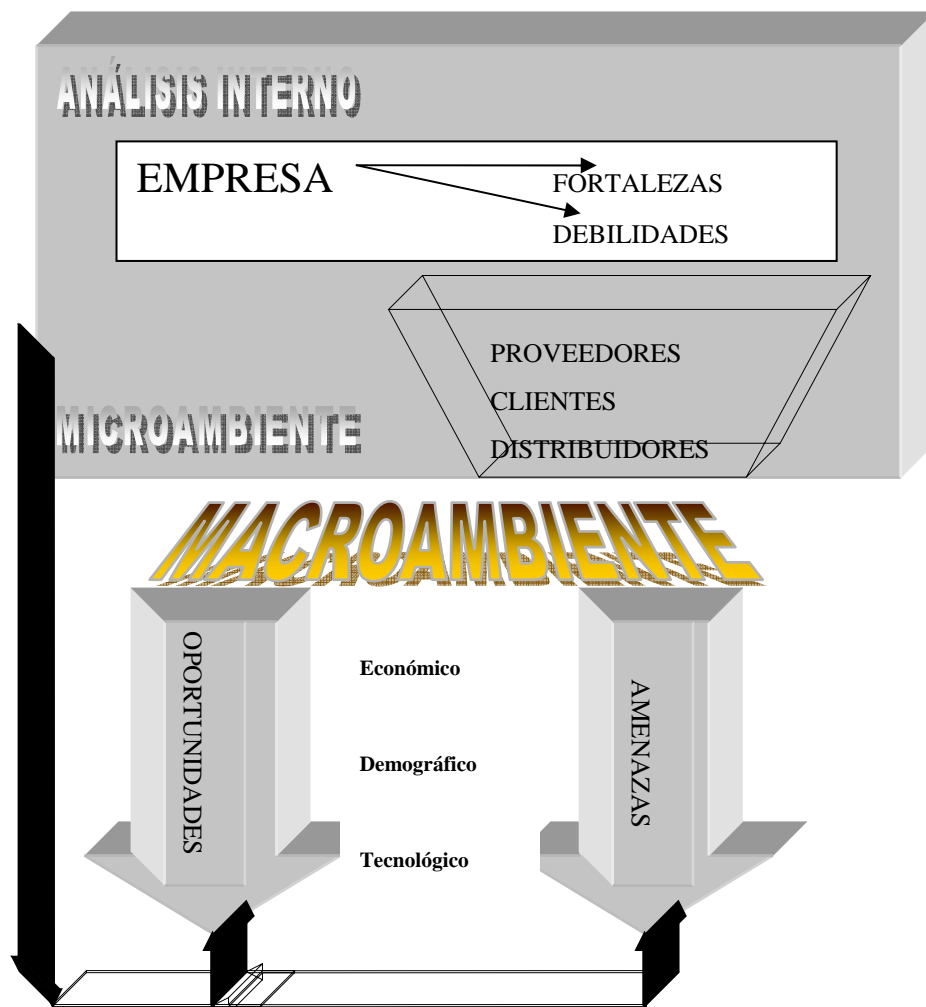 ANÁLISIS INTERNO
EMPRESA
FORTALEZAS
DEBILIDADES
PROVEEDORES
CLIENTES
MICROAMBIENTE
DISTRIBUIDORES
MACROAMBIENTE
OPORTUNIDADES
Económico
Demográfico
Tecnológico
AMENAZAS